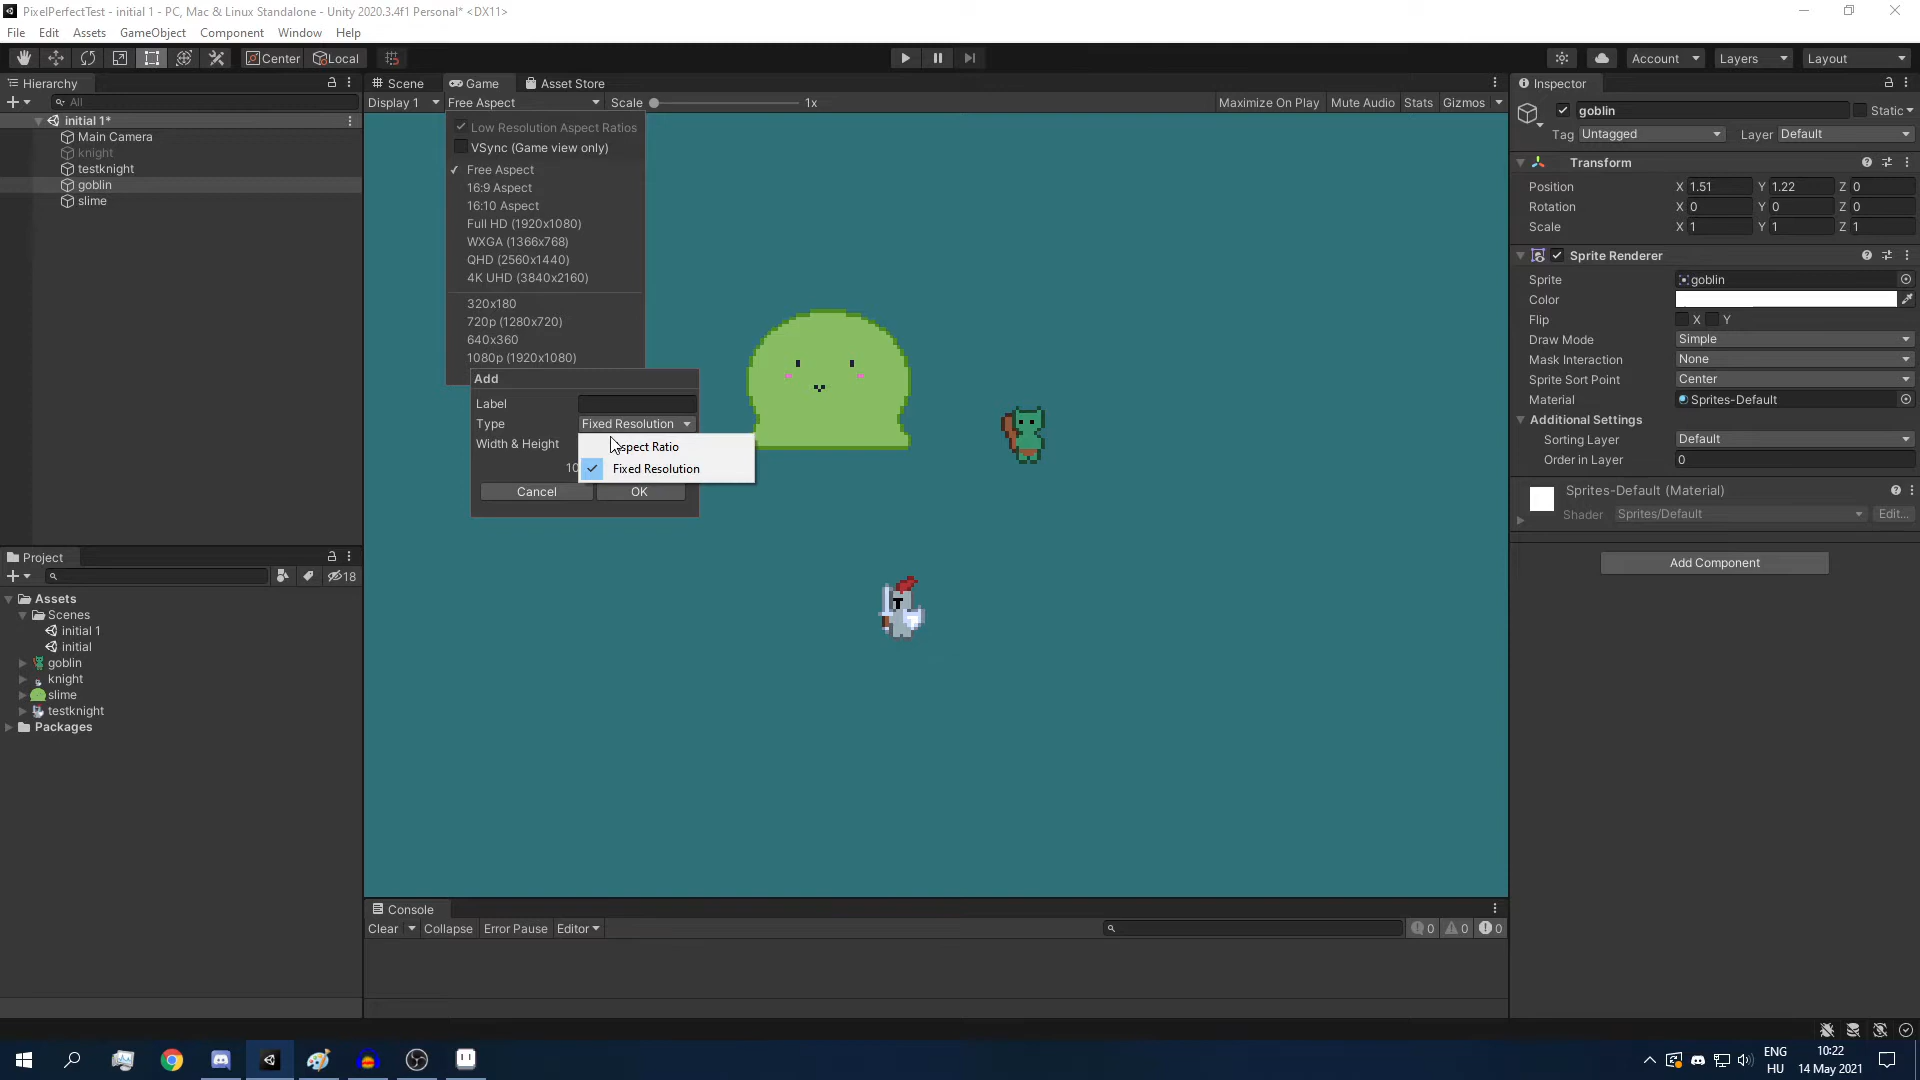 PixelPerfectTest - initial 1 - PC, Mac & Linux Standalone - Unity 2020.3.4f1 Personal* <DX11>
File Edit Assets GameObject Component Window Help
Center Local Account Layers Layout
Hierarchy
All
initial 1*
Main Camera
knight
testknight
goblin
slime
Project
18
Assets
Scenes
initial 1
initial
goblin
knight
slime
testknight
Packages
Scene Game Asset Store
Display 1 Free Aspect Scale 1x Maximize On Play Mute Audio Stats Gizmos
Low Resolution Aspect Ratios
VSync (Game view only)
Free Aspect
16:9 Aspect
16:10 Aspect
Full HD (1920x1080)
WXGA (1366x768)
QHD (2560x1440)
4K UHD (3840x2160)
320x180
720p (1280x720)
640x360
1080p (1920x1080)
Add
Label
Type Fixed Resolution
Width & Height
10
spect Ratio
Fixed Resolution
Cancel OK
Console
Clear Collapse Error Pause Editor 0 0 0
Inspector
goblin Static
Tag Untagged Layer Default
Transform
Position X 1.51 Y 1.22 Z 0
Rotation X 0 Y 0 Z 0
Scale X 1 Y 1 Z 1
Sprite Renderer
Sprite goblin
Color
Flip X Y
Draw Mode Simple
Mask Interaction None
Sprite Sort Point Center
Material Sprites-Default
Additional Settings
Sorting Layer Default
Order in Layer 0
Sprites-Default (Material)
Shader Sprites/Default Edit...
Add Component
ENG
HU
10:22
14 May 2021